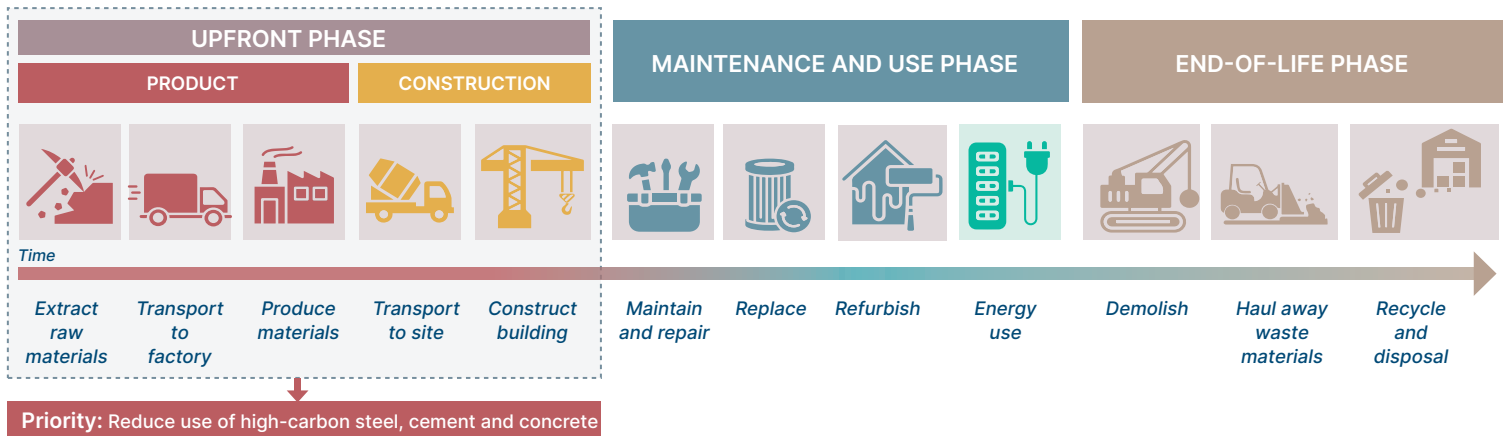 UPFRONT PHASE
MAINTENANCE AND USE PHASE
END-OF-LIFE PHASE
PRODUCT
CONSTRUCTION
Time
Extract
raw
materials
Transport
to
factory
Produce
materials
Transport
to site
Construct
building
Maintain
and repair
Replace
Refurbish
Energy
use
Demolish
Haul away
waste
materials
Recycle
and
disposal
Priority: Reduce use of high-carbon steel, cement and concrete